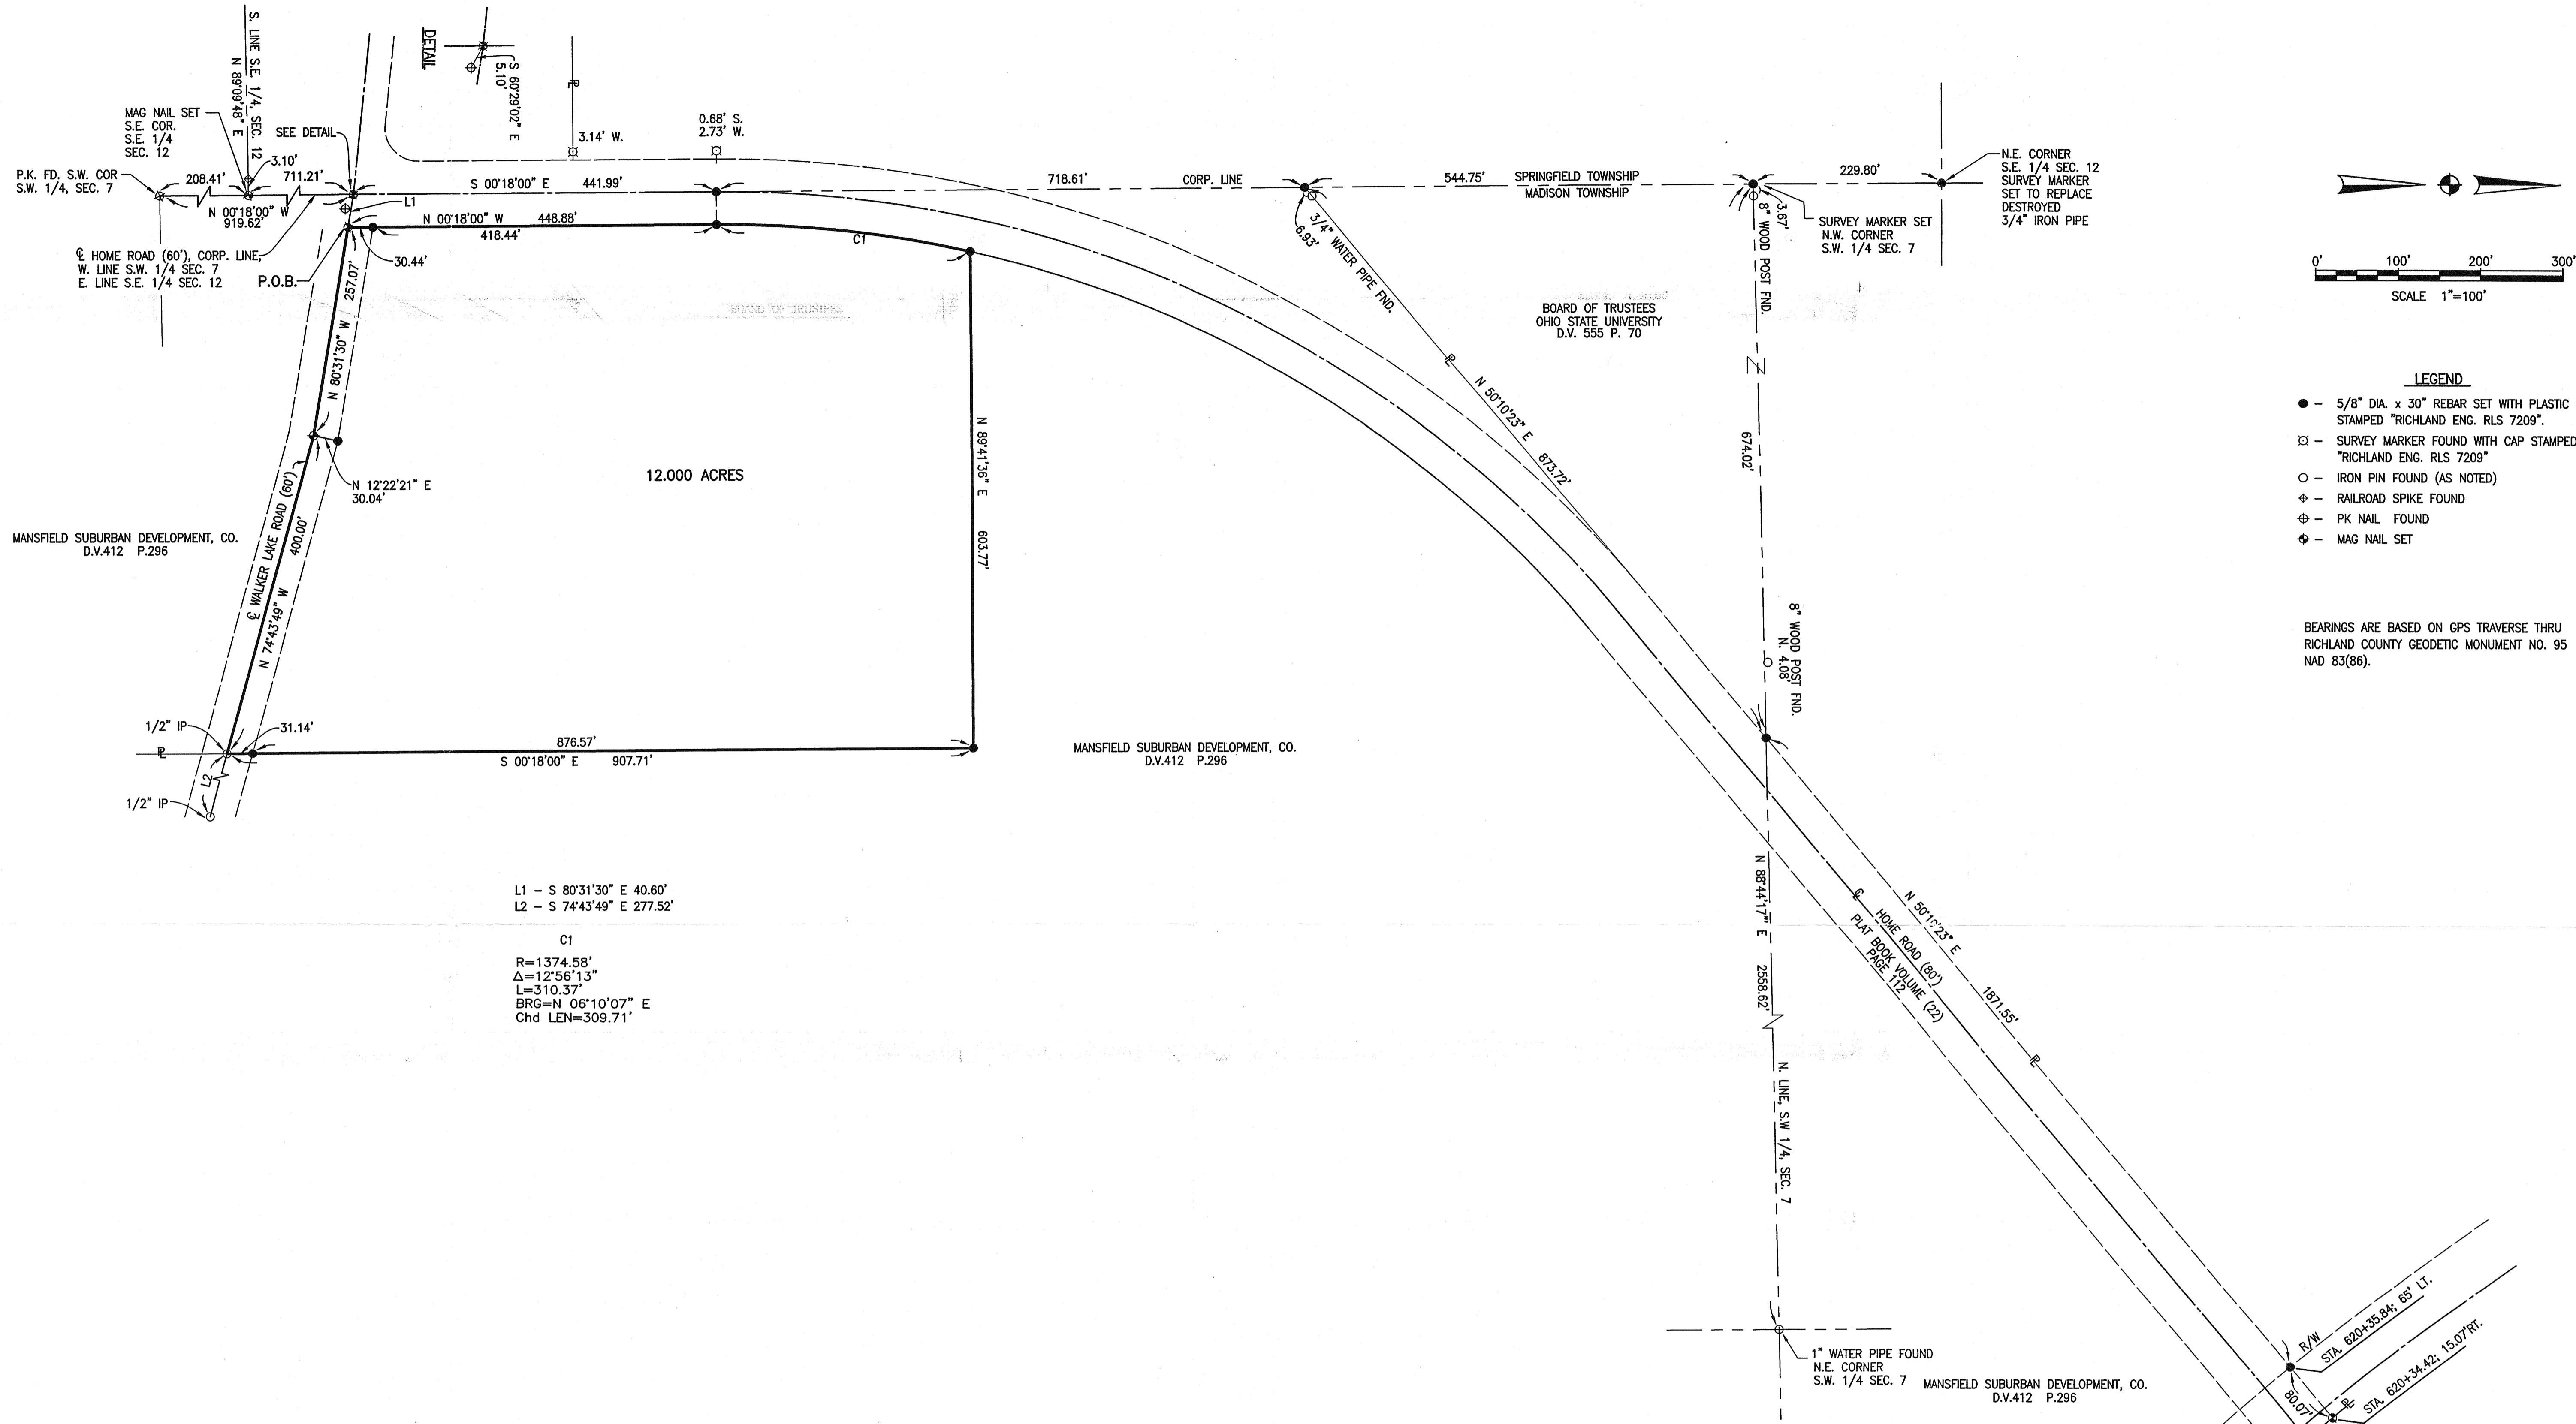 S. LINE S.E. 1/4, SEC. 12
N 89°09'48" E
DETAIL
S 60°29'02" E
5.10'
MAG NAIL SET
S.E. COR.
S.E. 1/4
SEC. 12
SEE DETAIL
3.10'
P.K. FD. S.W. COR
S.W. 1/4, SEC. 7
208.41'
711.21'
N 00°18'00" W
919.62'
℄ HOME ROAD (60'), CORP. LINE,
W. LINE S.W. 1/4 SEC. 7
E. LINE S.E. 1/4 SEC. 12
P.O.B.
L1
℄
3.14' W.
0.68' S.
2.73' W.
S 00°18'00" E 441.99'
N 00°18'00" W 448.88'
418.44'
30.44'
C1
718.61'
CORP. LINE
544.75'
SPRINGFIELD TOWNSHIP
MADISON TOWNSHIP
229.80'
N.E. CORNER
S.E. 1/4 SEC. 12
SURVEY MARKER
SET TO REPLACE
DESTROYED
3/4" IRON PIPE
3.67'
8" WOOD POST FND.
SURVEY MARKER SET
N.W. CORNER
S.W. 1/4 SEC. 7
3/4" WATER PIPE FND.
6.93'
BOARD OF TRUSTEES
BOARD OF TRUSTEES
OHIO STATE UNIVERSITY
D.V. 555 P. 70
N 50°10'23" E
873.72'
674.02'
0' 100' 200' 300'
SCALE 1"=100'
LEGEND
– 5/8" DIA. x 30" REBAR SET WITH PLASTIC
STAMPED "RICHLAND ENG. RLS 7209".
– SURVEY MARKER FOUND WITH CAP STAMPED
"RICHLAND ENG. RLS 7209"
– IRON PIN FOUND (AS NOTED)
– RAILROAD SPIKE FOUND
– PK NAIL FOUND
– MAG NAIL SET
BEARINGS ARE BASED ON GPS TRAVERSE THRU
RICHLAND COUNTY GEODETIC MONUMENT NO. 95
NAD 83(86).
N 80°31'30" W 257.07'
N 12°22'21" E
30.04'
12.000 ACRES
N 89°41'36" E 603.77'
MANSFIELD SUBURBAN DEVELOPMENT, CO.
D.V.412 P.296
℄ WALKER LAKE ROAD (60')
400.00'
N 74°43'49" W
1/2" IP
31.14'
876.57'
S 00°18'00" E 907.71'
L2
1/2" IP
MANSFIELD SUBURBAN DEVELOPMENT, CO.
D.V.412 P.296
8" WOOD POST FND.
N. 4.08'
N 88°44'17" E 2558.62'
N. LINE, S.W 1/4, SEC. 7
L1 – S 80°31'30" E 40.60'
L2 – S 74°43'49" E 277.52'
C1
R=1374.58'
Δ=12°56'13"
L=310.37'
BRG=N 06°10'07" E
Chd LEN=309.71'
℄ HOME ROAD (80')
PLAT BOOK VOLUME (22)
PAGE 112
N 50°10'23" E
1871.55'
1" WATER PIPE FOUND
N.E. CORNER
S.W. 1/4 SEC. 7
MANSFIELD SUBURBAN DEVELOPMENT, CO.
D.V.412 P.296
R/W
STA. 620+35.84; 65' LT.
STA. 620+34.42; 15.07'RT.
80.07'